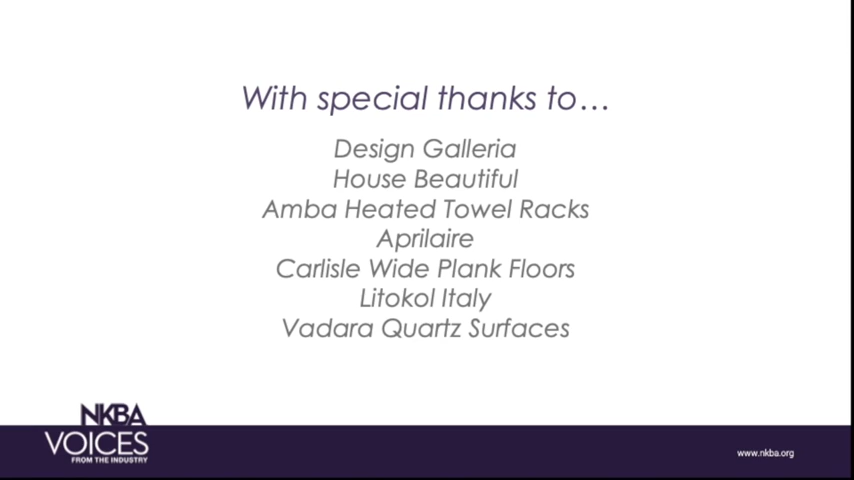 With special thanks to...
Design Galleria
House Beautiful
Amba Heated Towel Racks
Aprilaire
Carlisle Wide Plank Floors
Litokol Italy
Vadara Quartz Surfaces
NKBA
VOICES
FROM THE INDUSTRY
www.nkba.org